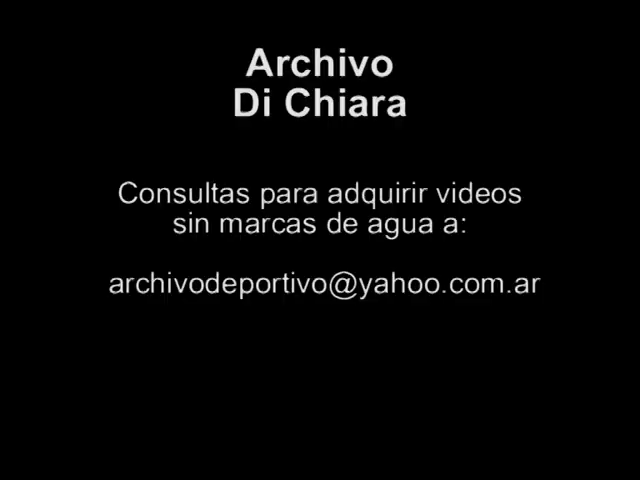 Archivo
Di Chiara
Consultas para adquirir videos
sin marcas de agua a:
archivodeportivo@yahoo.com.ar